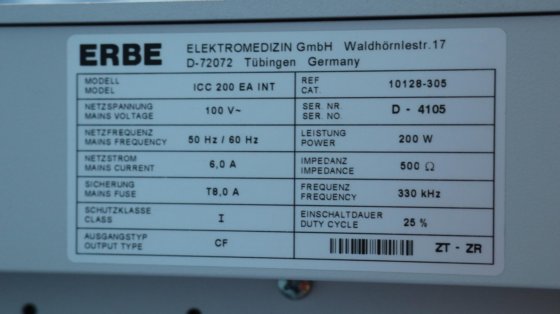 ERBE ELEKTROMEDIZIN GmbH Waldhörnlestr.17
D-72072 Tübingen Germany
MODELL
MODEL
ICC 200 EA INT
REF
CAT.
10128-305
NETZSPANNUNG
MAINS VOLTAGE
100 V~
SER. NR.
SER. NO.
D - 4105
NETZFREQUENZ
MAINS FREQUENCY
50 Hz / 60 Hz
LEISTUNG
POWER
200 W
NETZSTROM
MAINS CURRENT
6,0 A
IMPEDANZ
IMPEDANCE
500 Ω
SICHERUNG
MAINS FUSE
T8,0 A
FREQUENZ
FREQUENCY
330 kHz
SCHUTZKLASSE
CLASS
I
EINSCHALTDAUER
DUTY CYCLE
25 %
AUSGANGSTYP
OUTPUT TYPE
CF
ZT - ZR